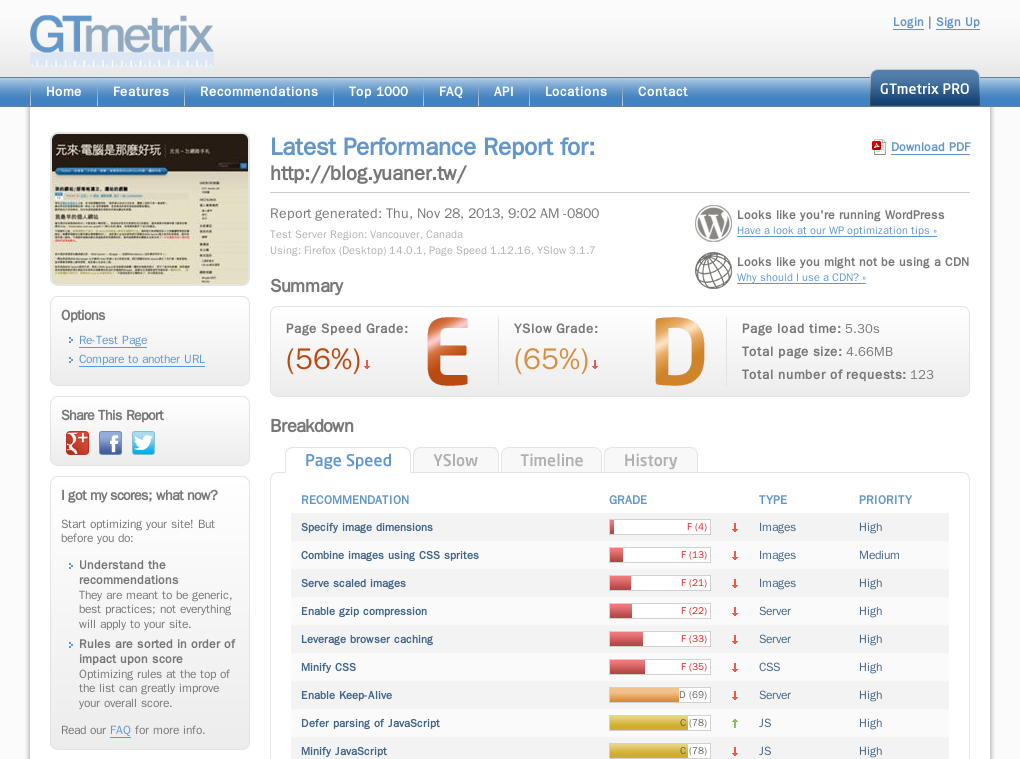 GTmetrix
Login | Sign Up
Home Features Recommendations Top 1000 FAQ API Locations Contact
GTmetrix PRO
元來‧電腦是那麼好玩
Latest Performance Report for:
http://blog.yuaner.tw/
Download PDF
Report generated: Thu, Nov 28, 2013, 9:02 AM -0800
Test Server Region: Vancouver, Canada
Using: Firefox (Desktop) 14.0.1, Page Speed 1.12.16, YSlow 3.1.7
Looks like you're running WordPress
Have a look at our WP optimization tips »
Looks like you might not be using a CDN
Why should I use a CDN? »
Options
Re-Test Page
Compare to another URL
Share This Report
I got my scores; what now?
Start optimizing your site! But
before you do:
Understand the
recommendations
They are meant to be generic,
best practices; not everything
will apply to your site.
Rules are sorted in order of
impact upon score
Optimizing rules at the top of
the list can greatly improve
your overall score.
Read our FAQ for more info.
Summary
Page Speed Grade:
(56%) E
YSlow Grade:
(65%) D
Page load time: 5.30s
Total page size: 4.66MB
Total number of requests: 123
Breakdown
Page Speed YSlow Timeline History
RECOMMENDATION GRADE TYPE PRIORITY
Specify image dimensions F (4) Images High
Combine images using CSS sprites F (13) Images Medium
Serve scaled images F (21) Images High
Enable gzip compression F (22) Server High
Leverage browser caching F (33) Server High
Minify CSS F (35) CSS High
Enable Keep-Alive D (69) Server High
Defer parsing of JavaScript C (78) JS High
Minify JavaScript C (78) JS High